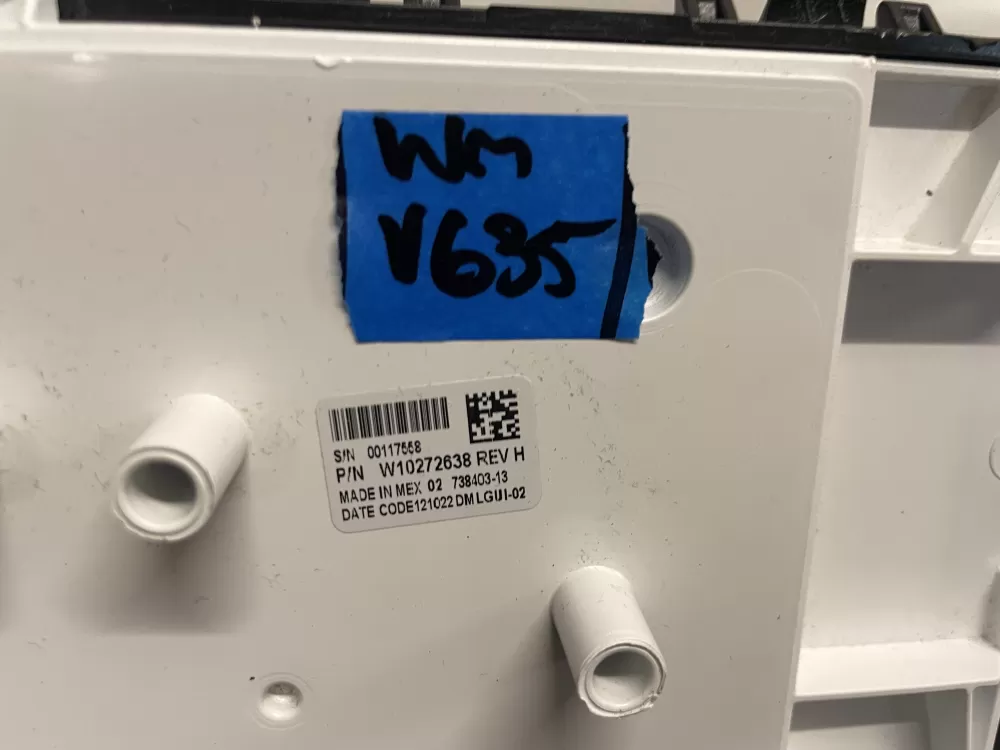 WM
V635
S/N 00117558
P/N W10272638 REV H
MADE IN MEX 02 738403-13
DATE CODE121022 DM LGUI-02